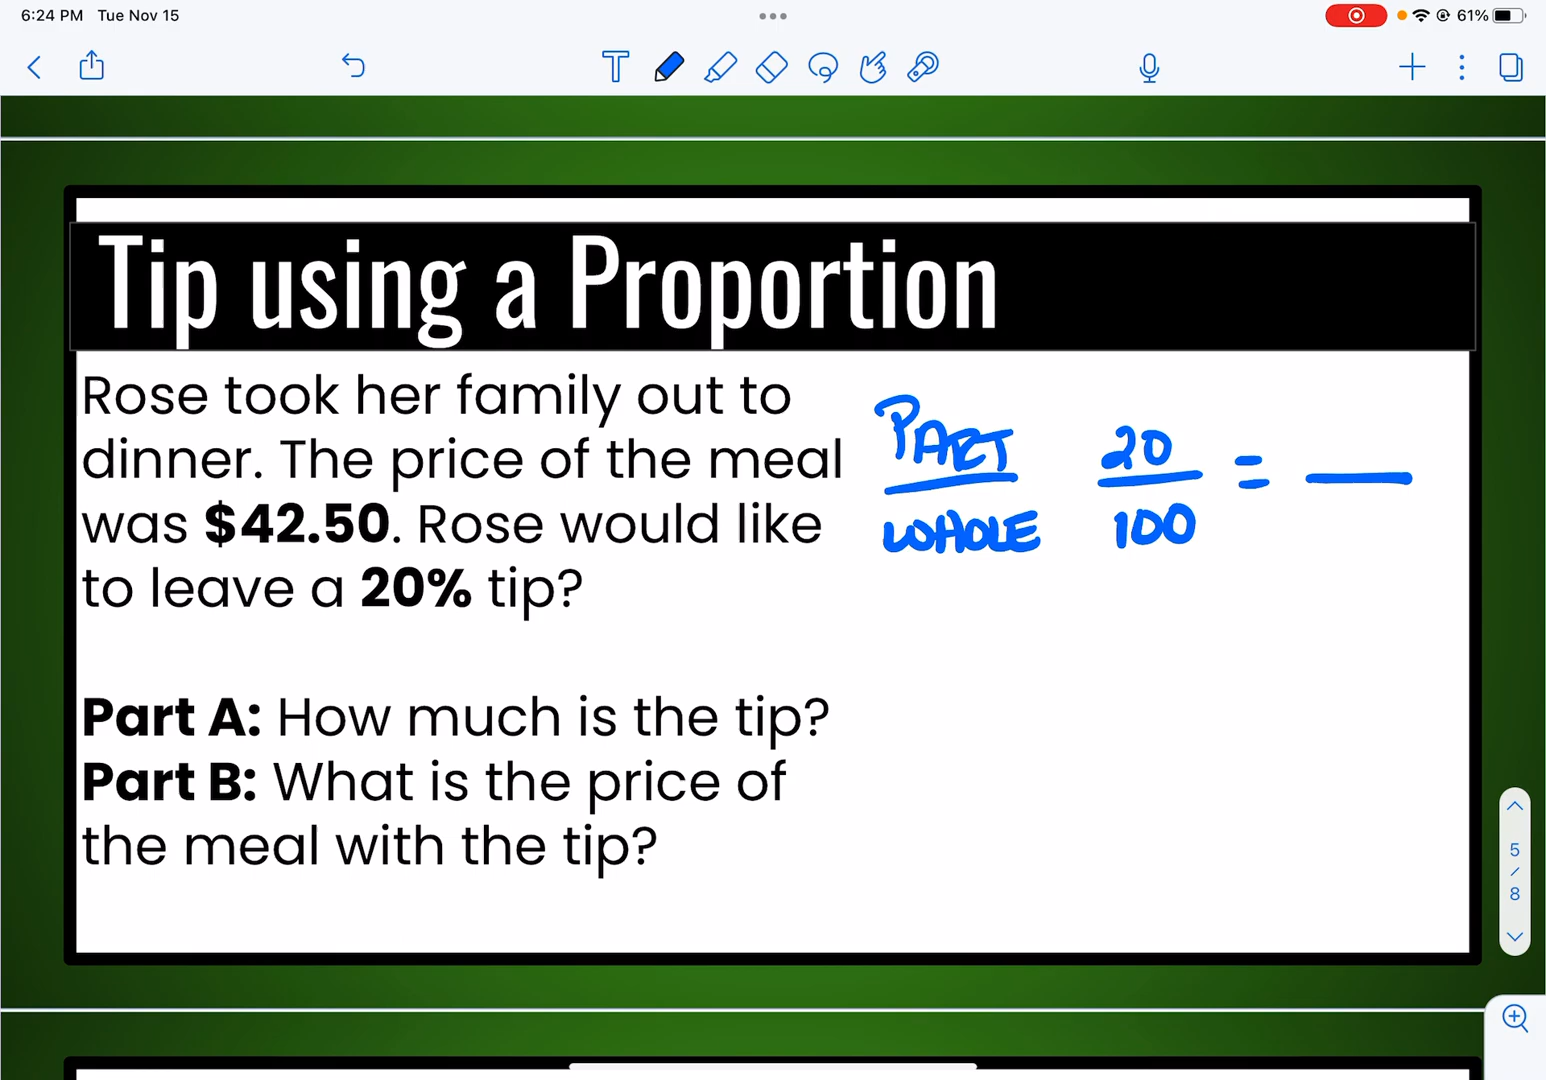 6:24 PM Tue Nov 15
61%
T
Tip using a Proportion
Rose took her family out to
dinner. The price of the meal
was $42.50. Rose would like
to leave a 20% tip?
Part A: How much is the tip?
Part B: What is the price of
the meal with the tip?
PART
WHOLE
20
100
=
5
/
8